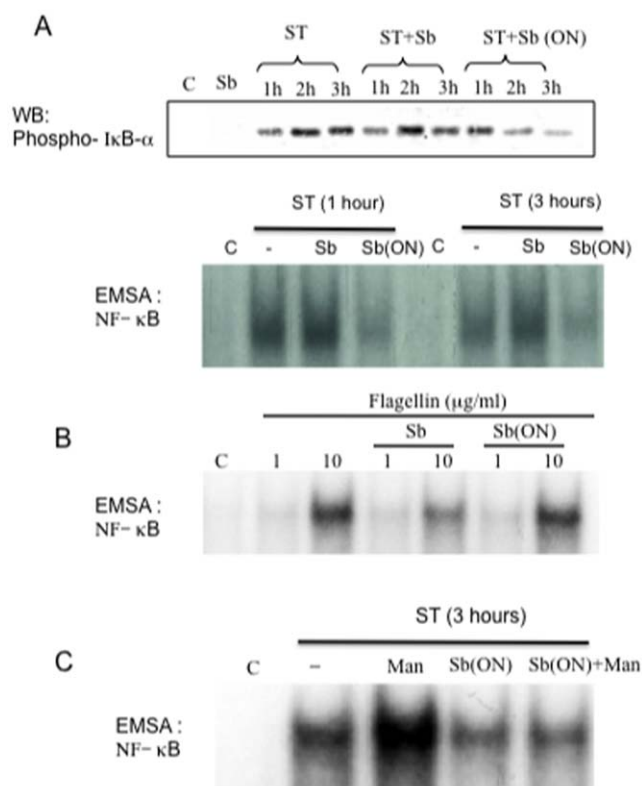 A
ST
ST+Sb
ST+Sb (ON)
C Sb 1h 2h 3h 1h 2h 3h 1h 2h 3h
WB:
Phospho- IκB-α
ST (1 hour) ST (3 hours)
C - Sb Sb(ON) C - Sb Sb(ON)
EMSA :
NF- κB
B
Flagellin (μg/ml)
Sb Sb(ON)
C 1 10 1 10 1 10
EMSA :
NF- κB
ST (3 hours)
C
C – Man Sb(ON) Sb(ON)+Man
EMSA :
NF- κB